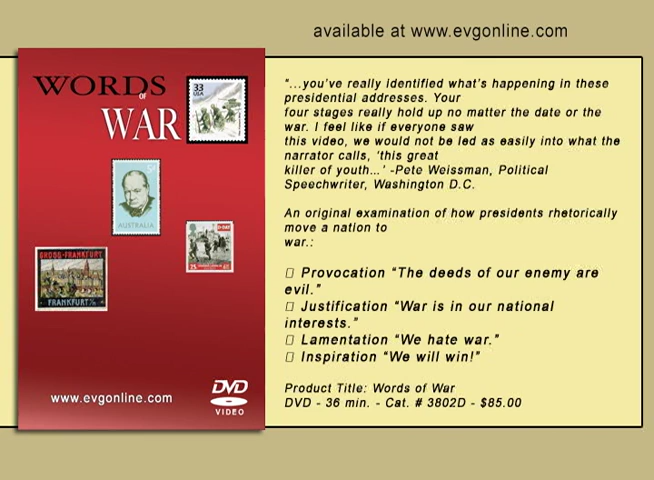 available at www.evgonline.com
WORDS
OF
WAR
33
USA
AUSTRALIA
D-DAY
GROSS-FRANKFURT
FRANKFURT
www.evgonline.com
DVD
VIDEO
“...you’ve really identified what’s happening in these
presidential addresses. Your
four stages really hold up no matter the date or the
war. I feel like if everyone saw
this video, we would not be led as easily into what the
narrator calls, ‘this great
killer of youth...’ -Pete Weissman, Political
Speechwriter, Washington D.C.
An original examination of how presidents rhetorically
move a nation to
war.:
□ Provocation “The deeds of our enemy are
evil.”
□ Justification “War is in our national
interests.”
□ Lamentation “We hate war.”
□ Inspiration “We will win!”
Product Title: Words of War
DVD - 36 min. - Cat. # 3802D - $85.00